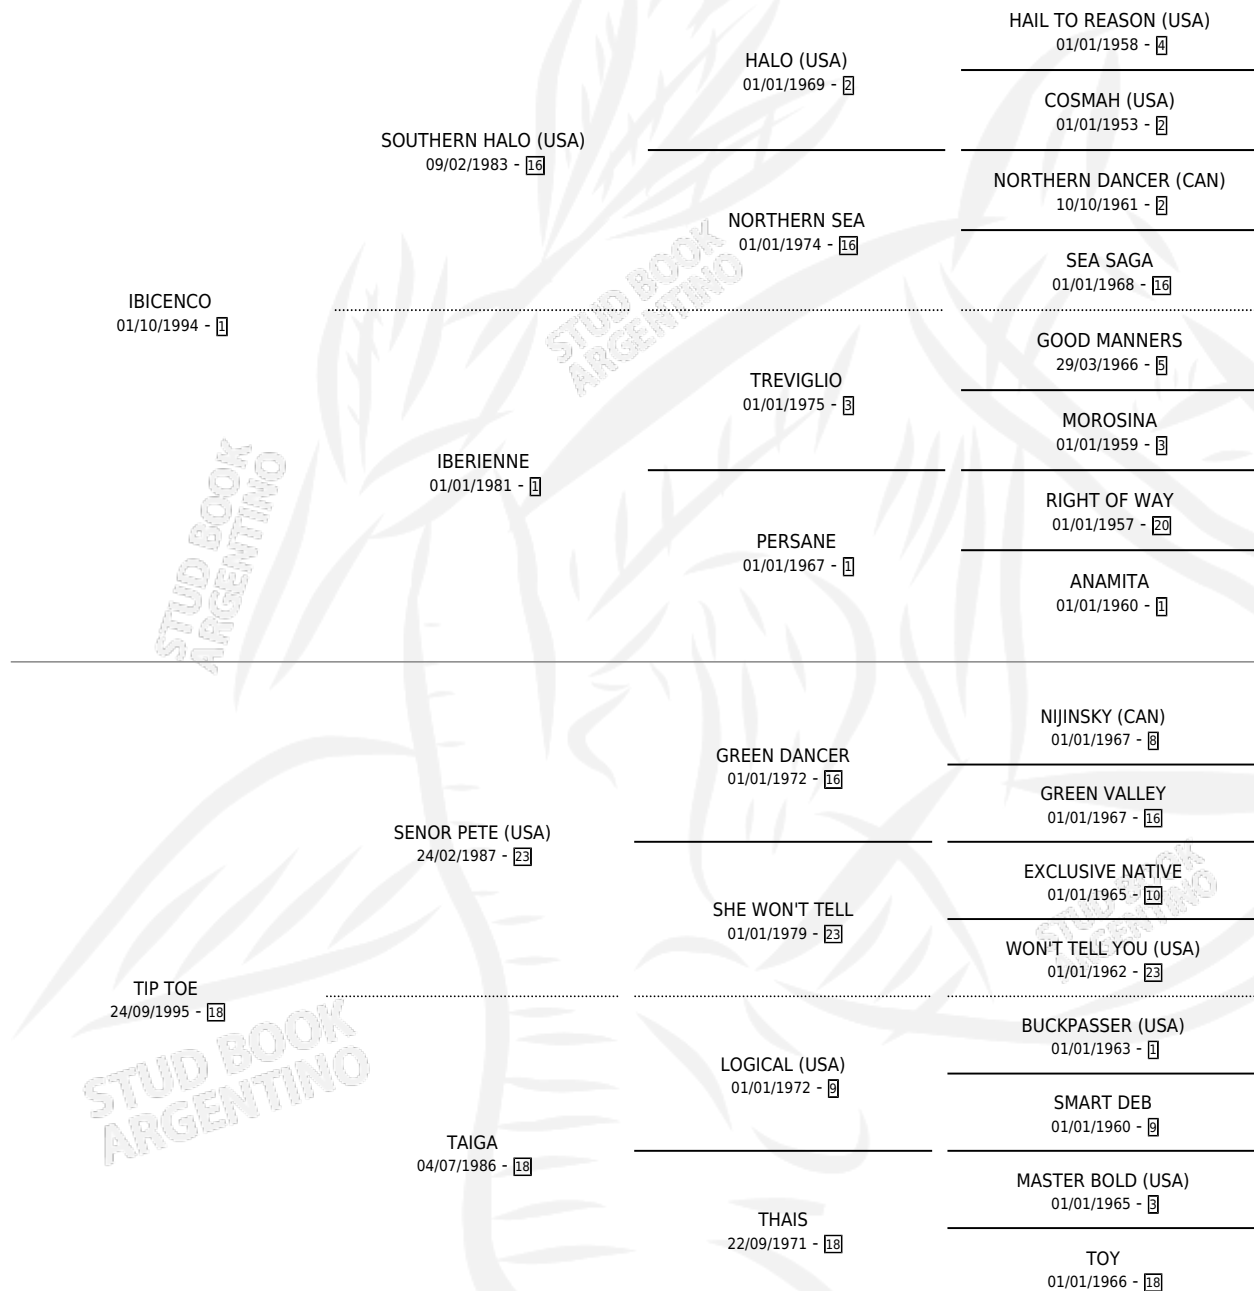 HAIL TO REASON (USA)
01/01/1958 - 4
HALO (USA)
01/01/1969 - 2
COSMAH (USA)
01/01/1953 - 2
SOUTHERN HALO (USA)
09/02/1983 - 16
NORTHERN DANCER (CAN)
10/10/1961 - 2
NORTHERN SEA
01/01/1974 - 16
SEA SAGA
01/01/1968 - 16
IBICENCO
01/10/1994 - 1
GOOD MANNERS
29/03/1966 - 5
TREVIGLIO
01/01/1975 - 3
MOROSINA
01/01/1959 - 3
IBERIENNE
01/01/1981 - 1
RIGHT OF WAY
01/01/1957 - 20
PERSANE
01/01/1967 - 1
ANAMITA
01/01/1960 - 1
NIJINSKY (CAN)
01/01/1967 - 8
GREEN DANCER
01/01/1972 - 16
GREEN VALLEY
01/01/1967 - 16
SENOR PETE (USA)
24/02/1987 - 23
EXCLUSIVE NATIVE
01/01/1965 - 10
SHE WON'T TELL
01/01/1979 - 23
WON'T TELL YOU (USA)
01/01/1962 - 23
TIP TOE
24/09/1995 - 18
BUCKPASSER (USA)
01/01/1963 - 1
LOGICAL (USA)
01/01/1972 - 9
SMART DEB
01/01/1960 - 9
TAIGA
04/07/1986 - 18
MASTER BOLD (USA)
01/01/1965 - 3
THAIS
22/09/1971 - 18
TOY
01/01/1966 - 18
STUD BOOK
ARGENTINO
STUD BOOK
ARGENTINO
STUD BOOK
ARGENTINO
STUD BOOK
ARGENTINO